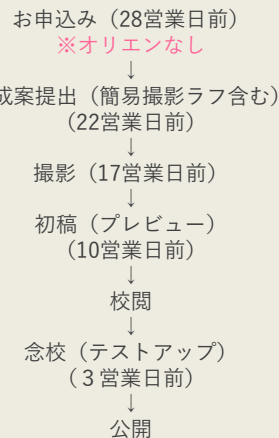 お申込み（28営業日前）
※オリエンなし
↓
成案提出（簡易撮影ラフ含む）
（22営業日前）
↓
撮影（17営業日前）
↓
初稿（プレビュー）
（10営業日前）
↓
校閲
↓
念校（テストアップ）
（３営業日前）
↓
公開